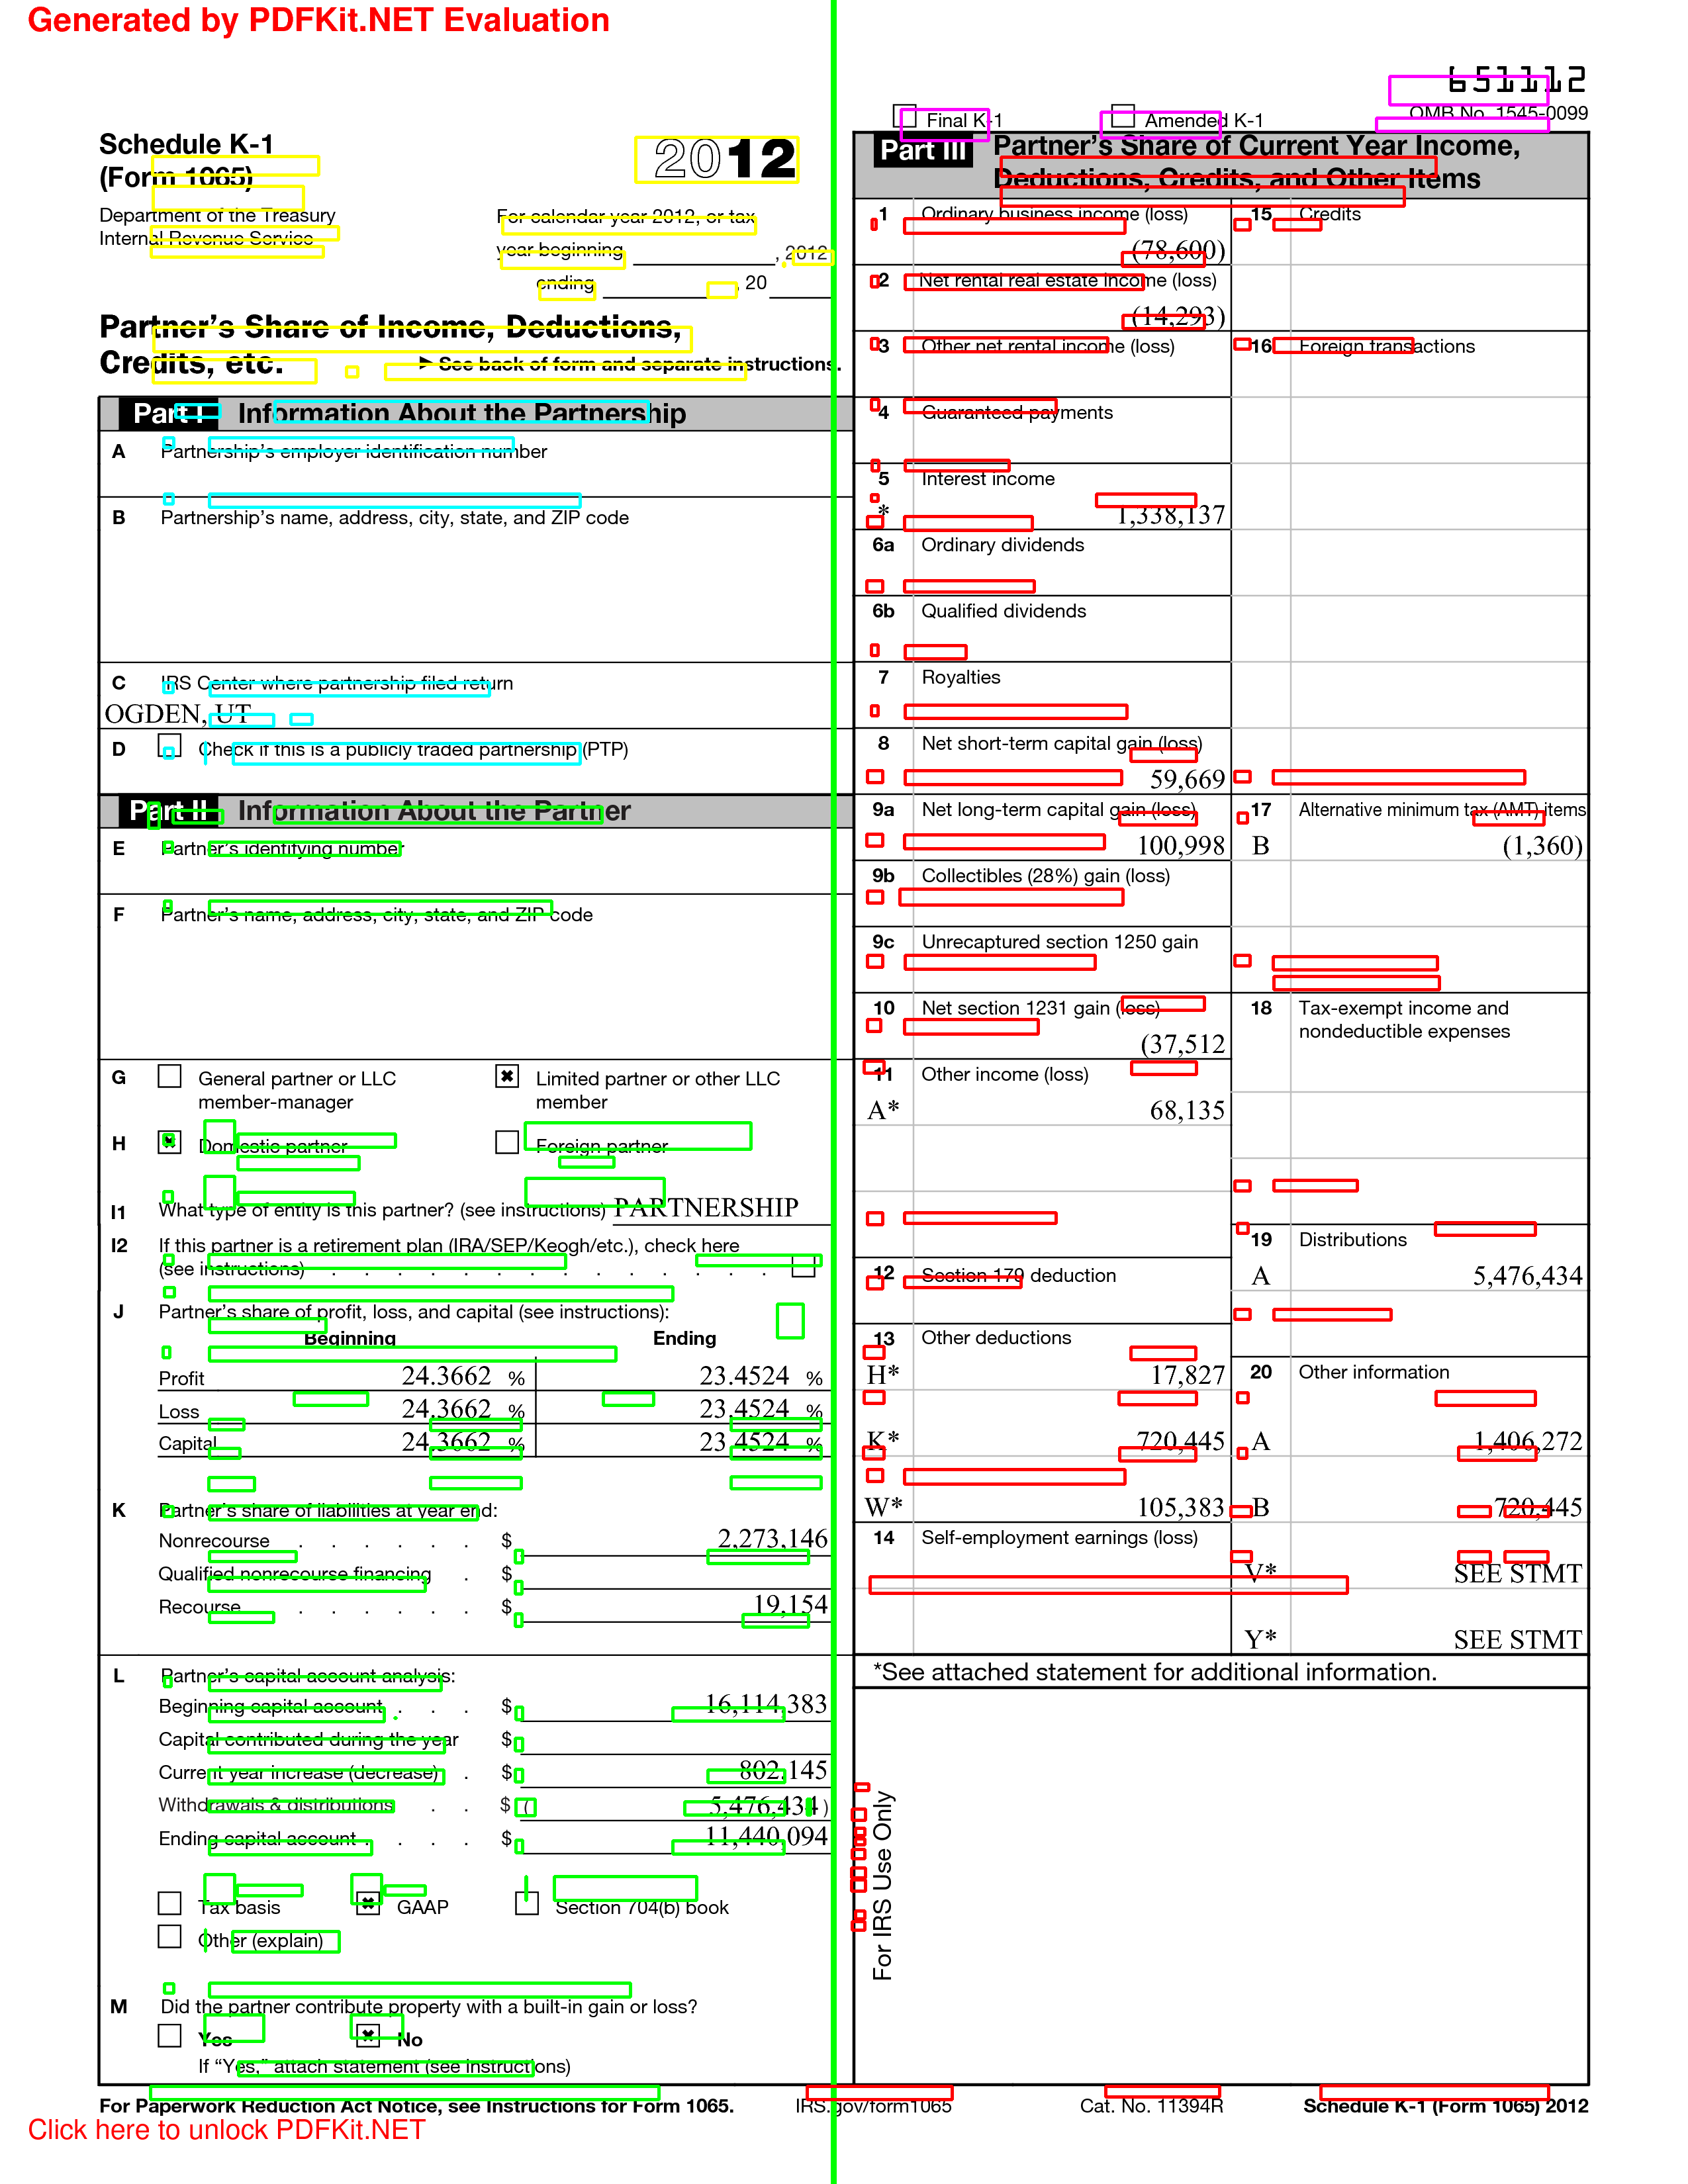 Generated by PDFKit.NET Evaluation
651112
OMB No. 1545-0099
Final K-1
Amended K-1
Schedule K-1
(Form 1065)
2012
Department of the Treasury
Internal Revenue Service
For calendar year 2012, or tax
year beginning , 2012
ending , 20
Partner's Share of Income, Deductions,
Credits, etc. ► See back of form and separate instructions.
Part I Information About the Partnership
A Partnership's employer identification number
B Partnership's name, address, city, state, and ZIP code
C IRS Center where partnership filed return
OGDEN, UT
D Check if this is a publicly traded partnership (PTP)
Part II Information About the Partner
E Partner's identifying number
F Partner's name, address, city, state, and ZIP code
G General partner or LLC
member-manager
✖ Limited partner or other LLC
member
H ✖ Domestic partner Foreign partner
I1 What type of entity is this partner? (see instructions) PARTNERSHIP
I2 If this partner is a retirement plan (IRA/SEP/Keogh/etc.), check here
(see instructions) . . . . . . . . . . . . . .
J Partner's share of profit, loss, and capital (see instructions):
Beginning Ending
Profit 24.3662 % 23.4524 %
Loss 24.3662 % 23.4524 %
Capital 24.3662 % 23.4524 %
K Partner's share of liabilities at year end:
Nonrecourse . . . . . . $ 2,273,146
Qualified nonrecourse financing . $
Recourse . . . . . . $ 19,154
L Partner's capital account analysis:
Beginning capital account . . . $ 16,114,383
Capital contributed during the year $
Current year increase (decrease) . $ 802,145
Withdrawals & distributions . . $ ( 5,476,434 )
Ending capital account . . . . $ 11,440,094
Tax basis ✖ GAAP Section 704(b) book
Other (explain)
M Did the partner contribute property with a built-in gain or loss?
Yes ✖ No
If “Yes,” attach statement (see instructions)
Part III Partner's Share of Current Year Income,
Deductions, Credits, and Other Items
1 Ordinary business income (loss)
(78,600)
2 Net rental real estate income (loss)
(14,293)
3 Other net rental income (loss)
4 Guaranteed payments
5 Interest income
* 1,338,137
6a Ordinary dividends
6b Qualified dividends
7 Royalties
8 Net short-term capital gain (loss)
59,669
9a Net long-term capital gain (loss)
100,998
9b Collectibles (28%) gain (loss)
9c Unrecaptured section 1250 gain
10 Net section 1231 gain (loss)
(37,512
11 Other income (loss)
A* 68,135
12 Section 179 deduction
13 Other deductions
H* 17,827
K* 720,445
W* 105,383
14 Self-employment earnings (loss)
15 Credits
16 Foreign transactions
17 Alternative minimum tax (AMT) items
B (1,360)
18 Tax-exempt income and
nondeductible expenses
19 Distributions
A 5,476,434
20 Other information
A 1,406,272
B 720,445
V* SEE STMT
Y* SEE STMT
*See attached statement for additional information.
For IRS Use Only
For Paperwork Reduction Act Notice, see Instructions for Form 1065. IRS.gov/form1065 Cat. No. 11394R Schedule K-1 (Form 1065) 2012
Click here to unlock PDFKit.NET